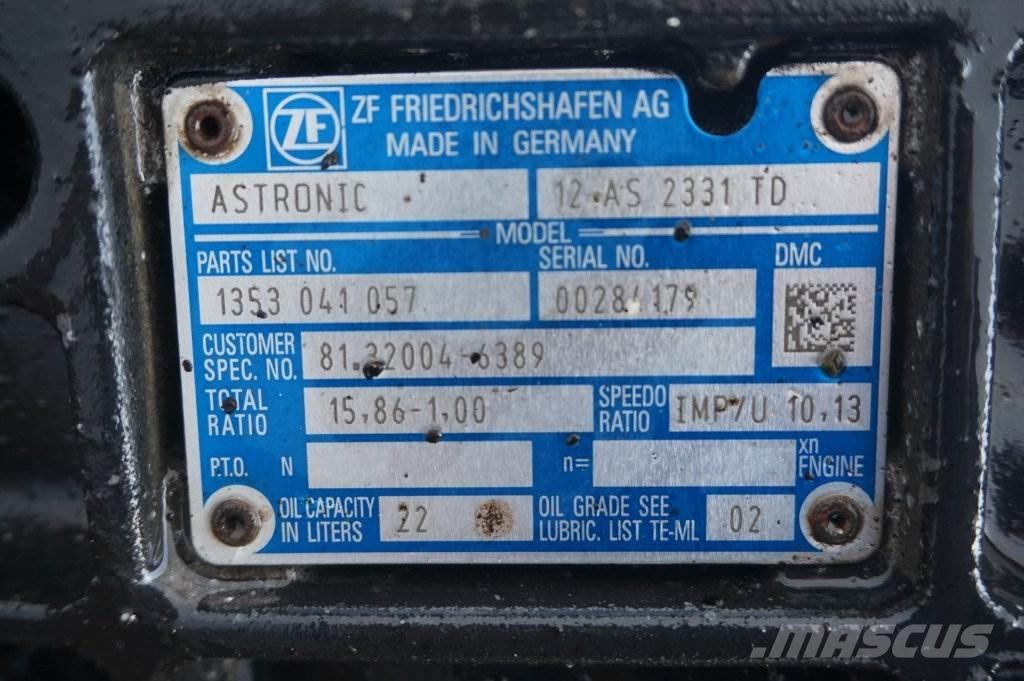 ZF ZF FRIEDRICHSHAFEN AG
MADE IN GERMANY
ASTRONIC 12 AS 2331 TD
MODEL
PARTS LIST NO. SERIAL NO. DMC
1353 041 057
CUSTOMER SPEC. NO. 81.32004-6389
TOTAL RATIO 15,86-1,00 SPEEDO RATIO IMP/U 10,13
P.T.O. N n= xn ENGINE
OIL CAPACITY IN LITERS 22 OIL GRADE SEE LUBRIC. LIST TE-ML 02
MASCUS